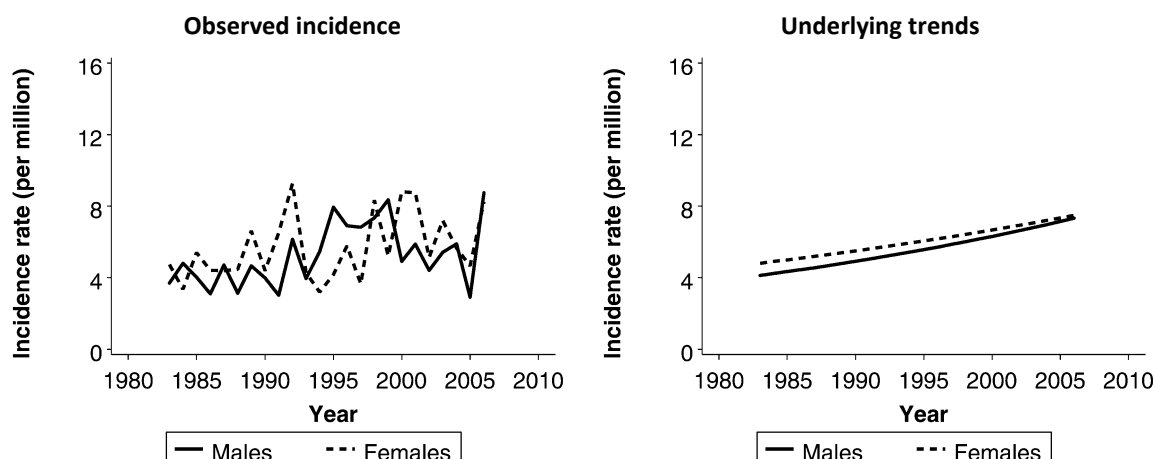 Observed incidence
Incidence rate (per million)
16
12
8
4
0
1980 1985 1990 1995 2000 2005 2010
Year
Males Females
Underlying trends
Incidence rate (per million)
16
12
8
4
0
1980 1985 1990 1995 2000 2005 2010
Year
Males Females